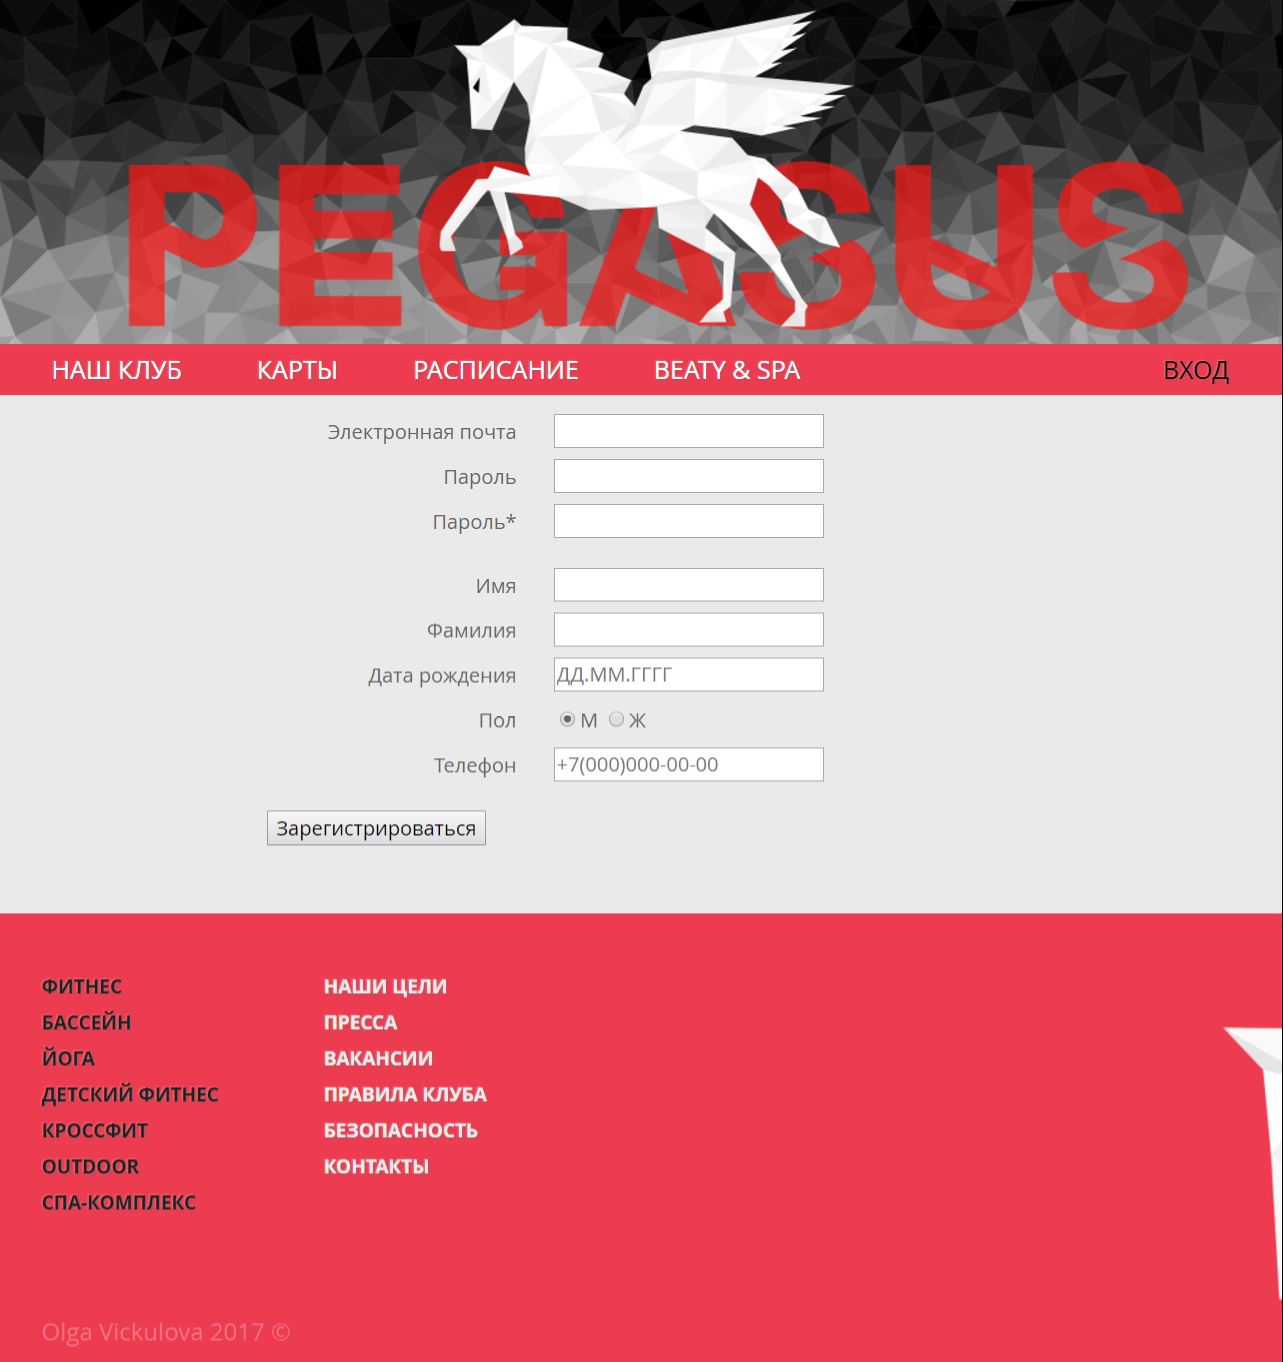 PEGASUS
НАШ КЛУБ КАРТЫ РАСПИСАНИЕ BEATY & SPA ВХОД
Электронная почта
Пароль
Пароль*
Имя
Фамилия
Дата рождения ДД.ММ.ГГГГ
Пол М Ж
Телефон +7(000)000-00-00
Зарегистрироваться
ФИТНЕС НАШИ ЦЕЛИ
БАССЕЙН ПРЕССА
ЙОГА ВАКАНСИИ
ДЕТСКИЙ ФИТНЕС ПРАВИЛА КЛУБА
КРОССФИТ БЕЗОПАСНОСТЬ
OUTDOOR КОНТАКТЫ
СПА-КОМПЛЕКС
Olga Vickulova 2017 ©